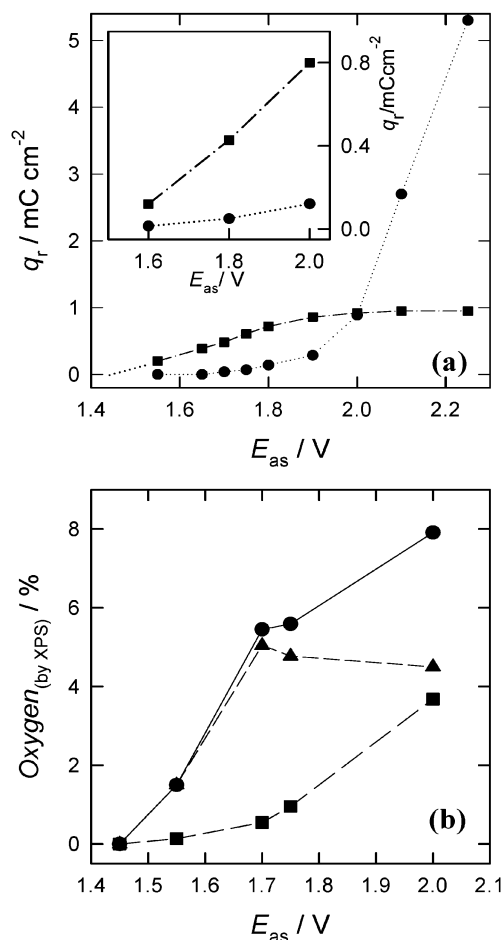 5
4
3
2
1
0
q_r / mC cm⁻²
0.8
0.4
0.0
q_r/mCcm⁻²
1.6 1.8 2.0
E_as / V
(a)
1.4 1.6 1.8 2.0 2.2
E_as / V
8
6
4
2
0
Oxygen_(by XPS) / %
(b)
1.4 1.5 1.6 1.7 1.8 1.9 2.0 2.1
E_as / V